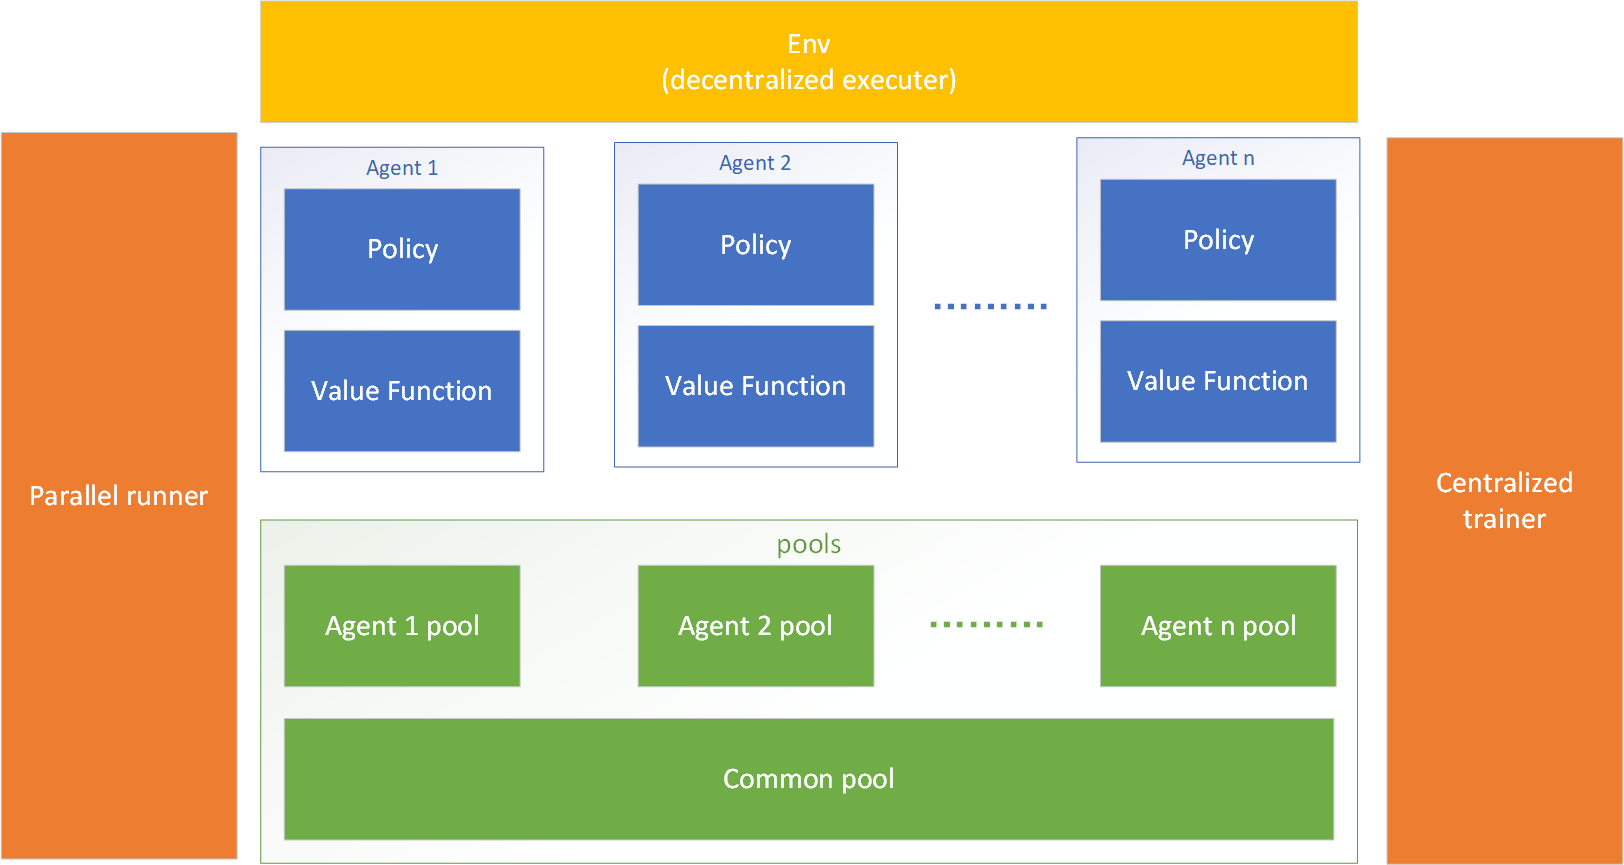 Env
(decentralized executer)
Parallel runner
Agent 1
Policy
Value Function
Agent 2
Policy
Value Function
Agent n
Policy
Value Function
Centralized
trainer
pools
Agent 1 pool
Agent 2 pool
Agent n pool
Common pool